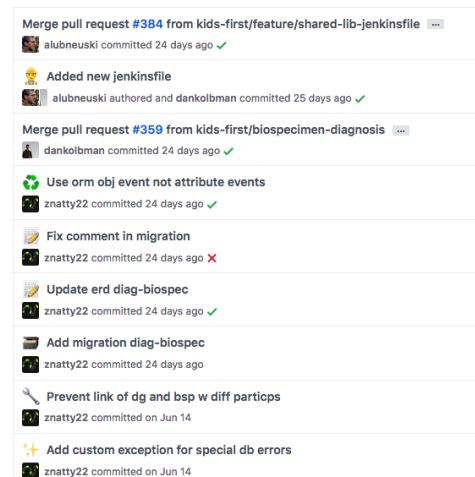 Merge pull request #384 from kids-first/feature/shared-lib-jenkinsfile ...
alubneuski committed 24 days ago ✓
Added new jenkinsfile
alubneuski authored and dankolbman committed 25 days ago ✓
Merge pull request #359 from kids-first/biospecimen-diagnosis ...
dankolbman committed 24 days ago ✓
Use orm obj event not attribute events
znatty22 committed 24 days ago ✓
Fix comment in migration
znatty22 committed 24 days ago ✗
Update erd diag-biospec
znatty22 committed 24 days ago ✓
Add migration diag-biospec
znatty22 committed 24 days ago
Prevent link of dg and bsp w diff particps
znatty22 committed on Jun 14
Add custom exception for special db errors
znatty22 committed on Jun 14